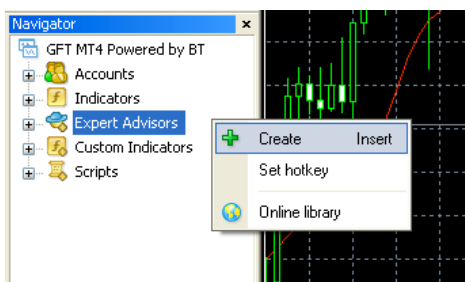 Navigator
GFT MT4 Powered by BT
Accounts
Indicators
Expert Advisors
Create Insert
Custom Indicators
Set hotkey
Scripts
Online library